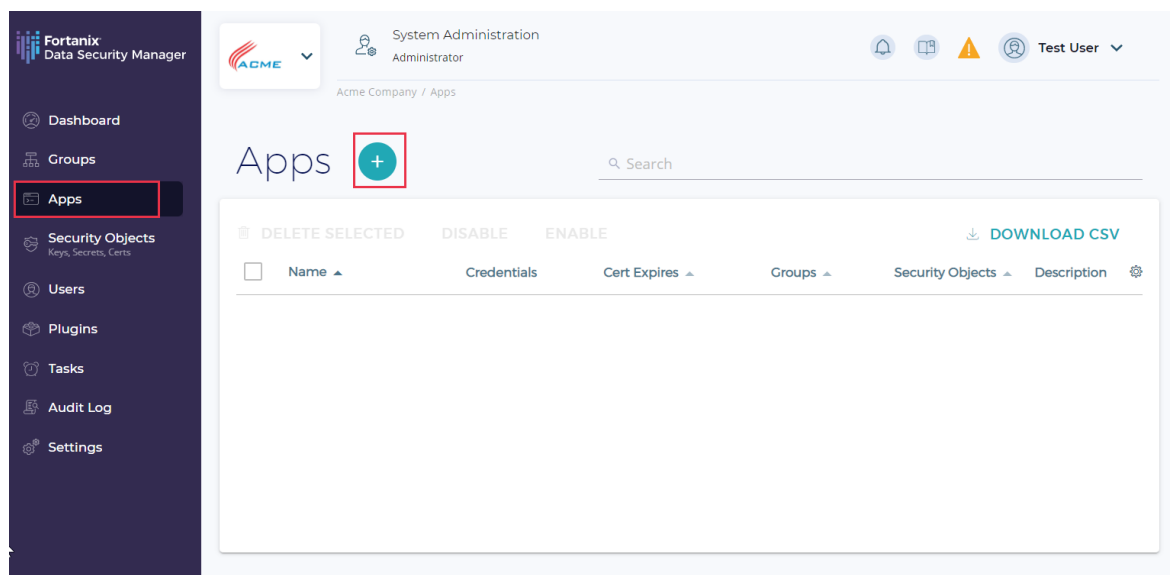 Fortanix
Data Security Manager
Dashboard
Groups
Apps
Security Objects
Keys, Secrets, Certs
Users
Plugins
Tasks
Audit Log
Settings
ACME
System Administration
Administrator
Test User
Acme Company / Apps
Apps
+
Search
DELETE SELECTED DISABLE ENABLE DOWNLOAD CSV
Name Credentials Cert Expires Groups Security Objects Description